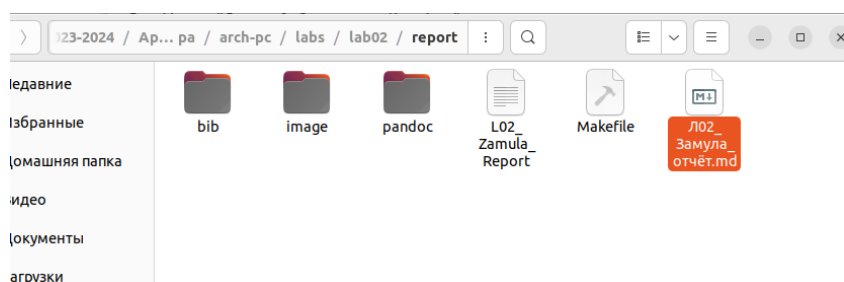 023-2024 / Ap... pa / arch-pc / labs / lab02 / report
едавние
збранные
омашняя папка
идео
окументы
агрузки
bib
image
pandoc
L02_
Zamula_
Report
Makefile
M
Л02_
Замула_
отчёт.md